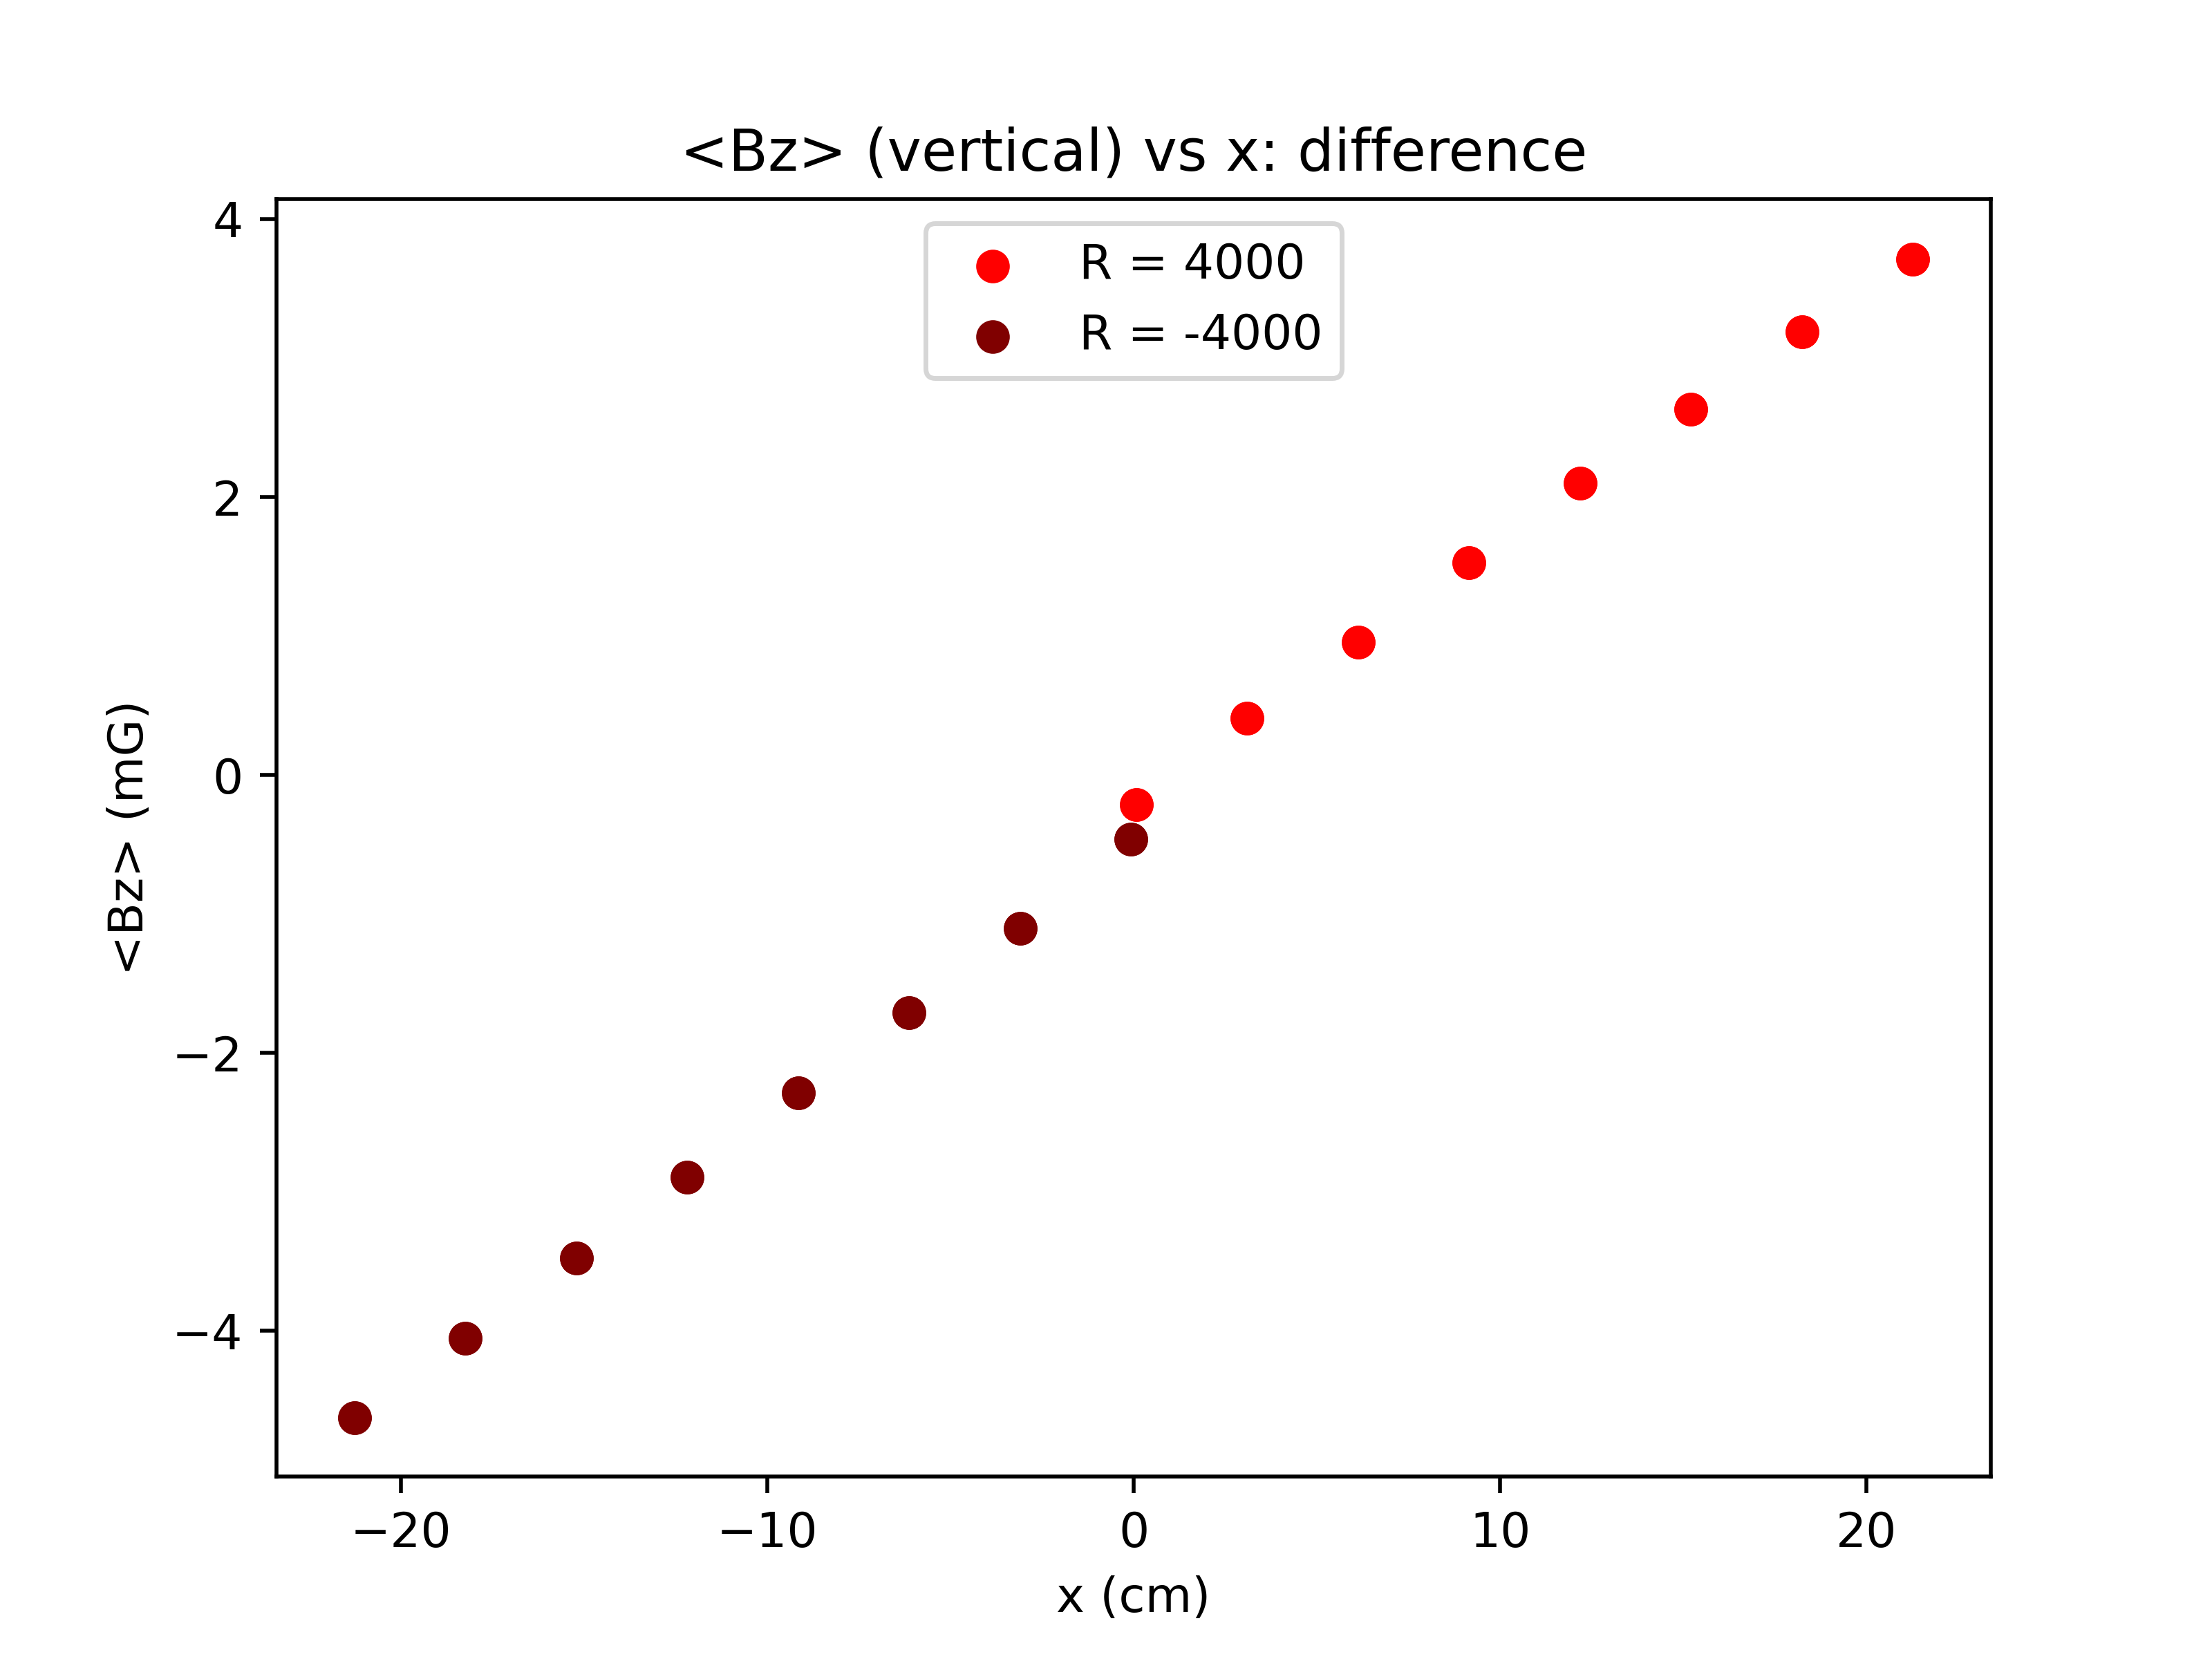 <Bz> (vertical) vs x: difference
R = 4000
R = -4000
4
2
0
−2
−4
<Bz> (mG)
−20
−10
0
10
20
x (cm)